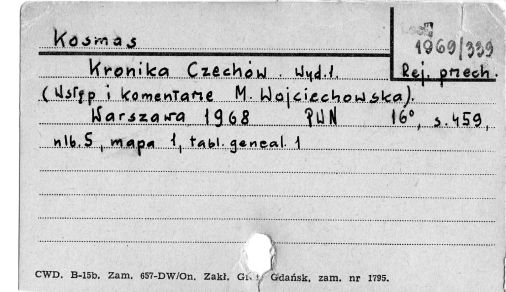 Kosmas
1969/339
Kronika Czechów. Wyd. 1. Rej. przech.
(Wstęp i komentarze M. Wojciechowska).
Warszawa 1968 PWN 16°, s. 459,
nlb. 5, mapa 1, tabl. geneal. 1
CWD. B-15b. Zam. 657-DW/On. Zakł. Gdańsk, zam. nr 1795.